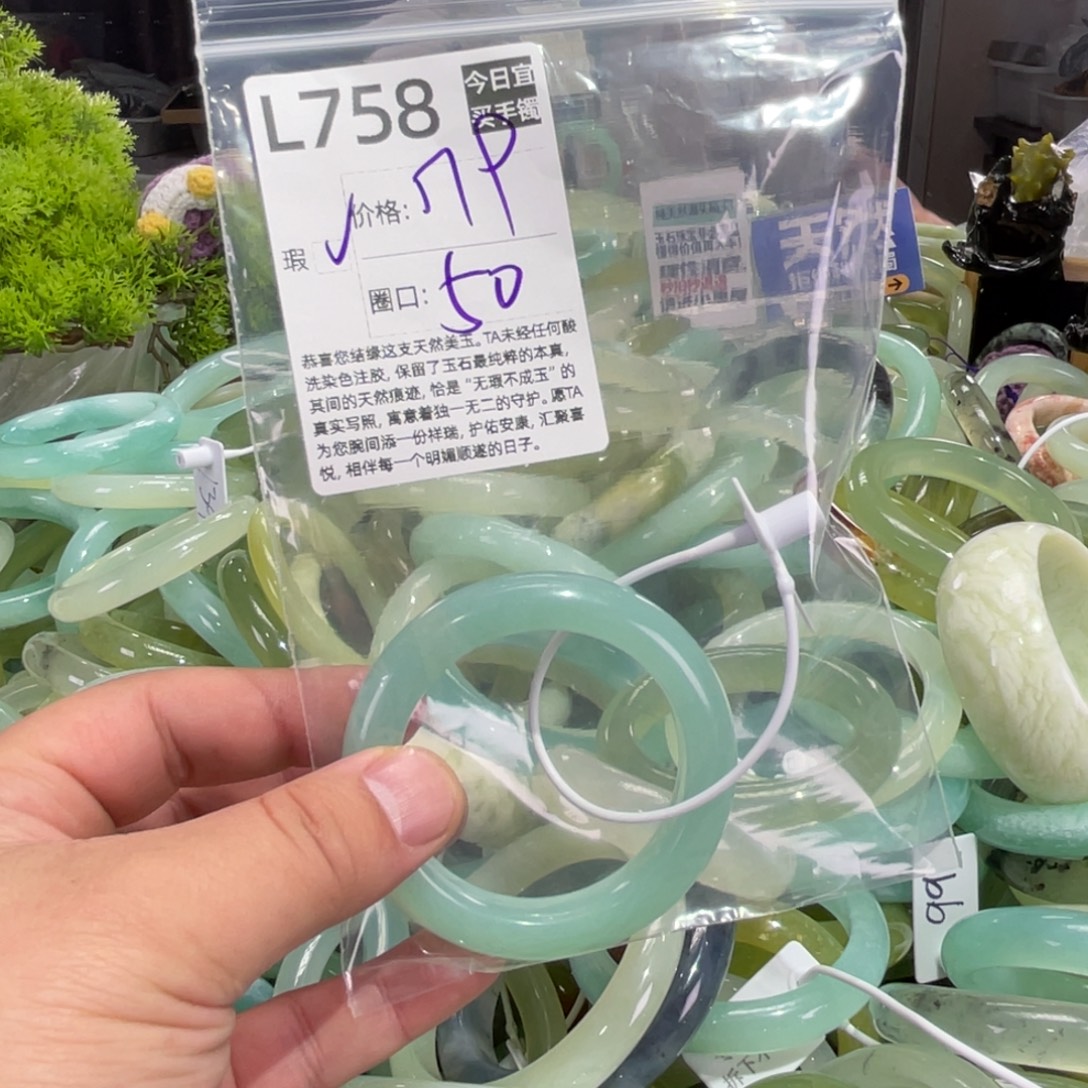 L758
今日宜
买手镯
价格: 7P
瑕 ✓
圈口: 50
恭喜您结缘这支天然美玉。TA未经任何酸
洗染色注胶, 保留了玉石最纯粹的本真,
其间的天然痕迹, 恰是“无瑕不成玉”的
真实写照, 寓意着独一无二的守护。愿TA
为您腕间添一份祥瑞, 护佑安康, 汇聚喜
悦, 相伴每一个明媚顺遂的日子。
99